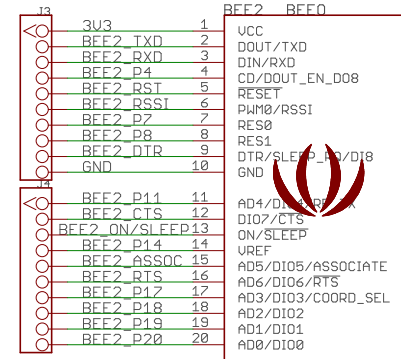 BEE2 BEE0
J3
3V3 1 VCC
BEE2_TXD 2 DOUT/TXD
BEE2_RXD 3 DIN/RXD
BEE2_P4 4 CD/DOUT_EN_DO8
BEE2_RST 5 RESET
BEE2_RSSI 6 PWM0/RSSI
BEE2_P7 7 RES0
BEE2_P8 8 RES1
BEE2_DTR 9 DTR/SLEEP_RQ/DI8
GND 10 GND
J4
BEE2_P11 11 AD4/DIO4/RF_TX
BEE2_CTS 12 DIO7/CTS
BEE2_ON/SLEEP 13 ON/SLEEP
BEE2_P14 14 VREF
BEE2_ASSOC 15 AD5/DIO5/ASSOCIATE
BEE2_RTS 16 AD6/DIO6/RTS
BEE2_P17 17 AD3/DIO3/COORD_SEL
BEE2_P18 18 AD2/DIO2
BEE2_P19 19 AD1/DIO1
BEE2_P20 20 AD0/DIO0